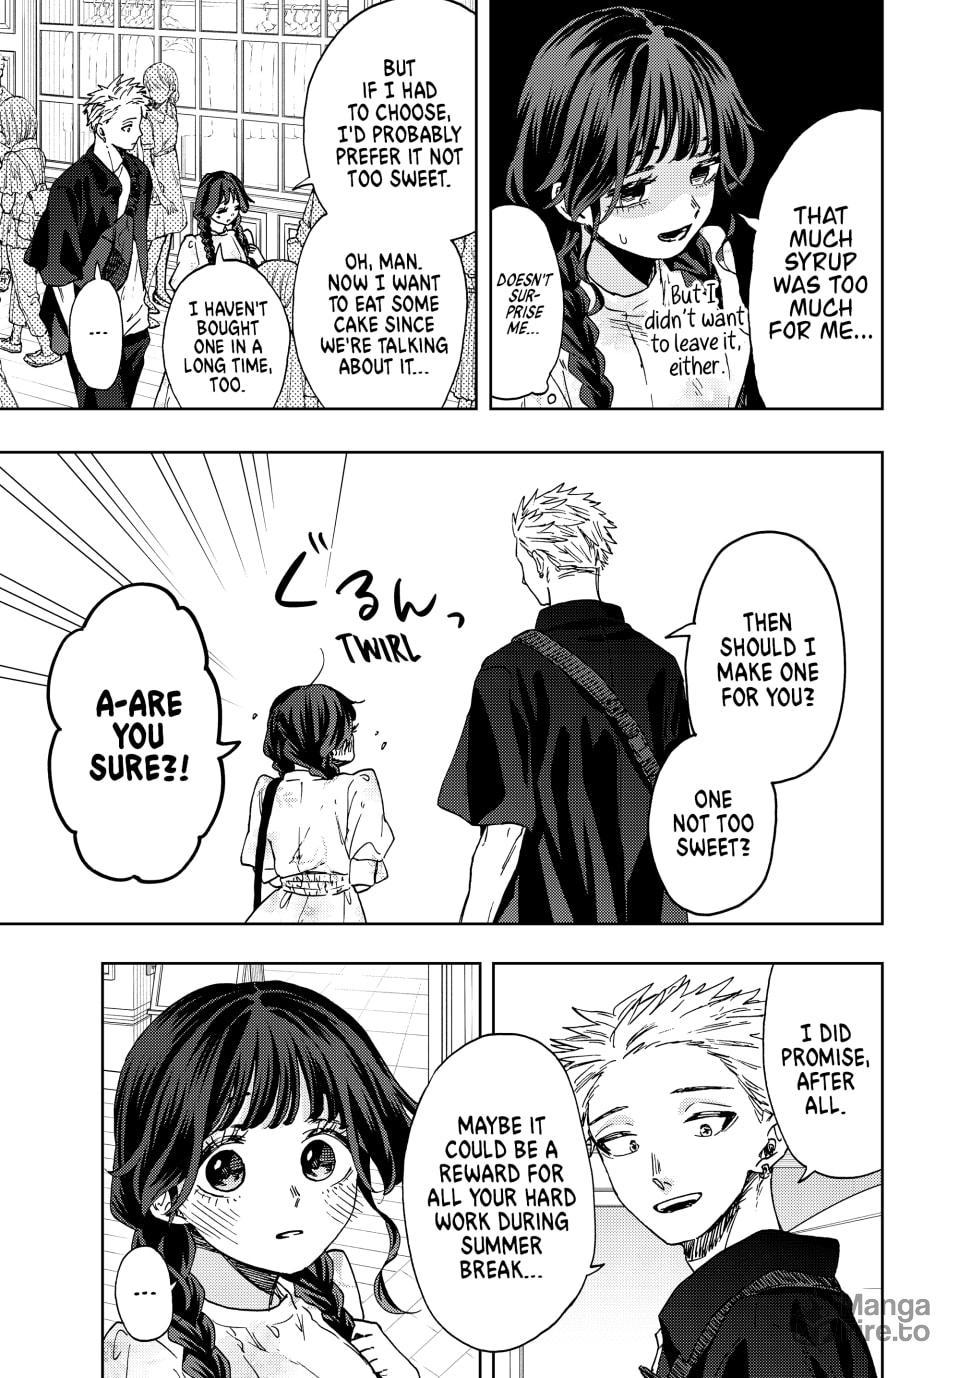 THAT
MUCH
SYRUP
WAS TOO
MUCH
FOR ME...
But I
didn't want
to leave it,
either.
DOESN'T
SUR-
PRISE
ME...
BUT
IF I HAD
TO CHOOSE,
I'D PROBABLY
PREFER IT NOT
TOO SWEET.
OH, MAN.
NOW I WANT
TO EAT SOME
CAKE SINCE
WE'RE TALKING
ABOUT IT...
I HAVEN'T
BOUGHT
ONE IN A
LONG TIME,
TOO.
...
THEN
SHOULD I
MAKE ONE
FOR YOU?
ONE
NOT TOO
SWEET?
ぐるんっ
TWIRL
A-ARE
YOU
SURE?!
I DID
PROMISE,
AFTER
ALL.
MAYBE IT
COULD BE A
REWARD FOR
ALL YOUR HARD
WORK DURING
SUMMER
BREAK...
...
Manga
ire.to